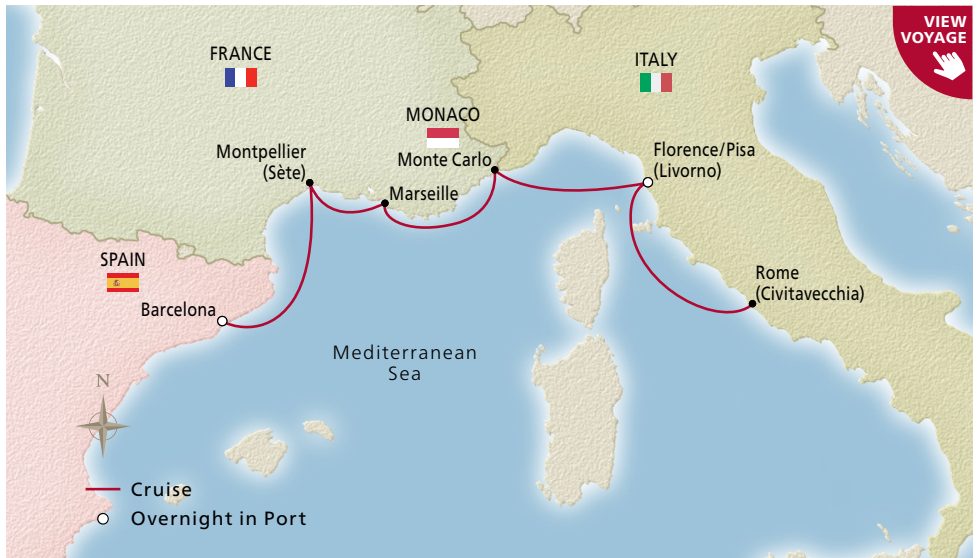 VIEW
VOYAGE
FRANCE
ITALY
MONACO
Montpellier
(Sète)
Monte Carlo
Florence/Pisa
(Livorno)
Marseille
SPAIN
Barcelona
Rome
(Civitavecchia)
Mediterranean
Sea
N
Cruise
Overnight in Port